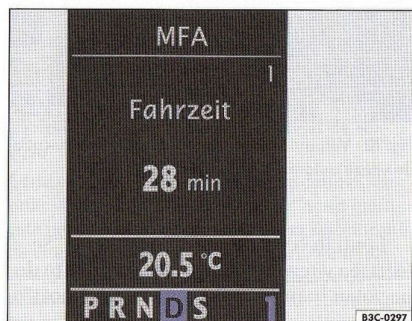 MFA
1
Fahrzeit
28 min
20.5 °C
P R N D S 1
B3C-0297